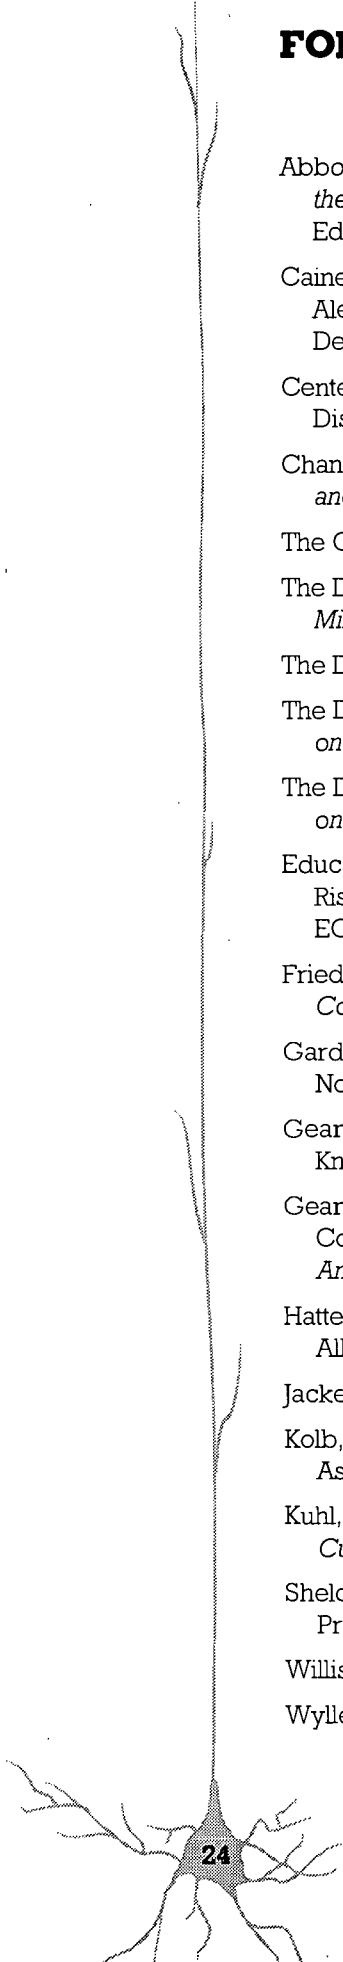 FO
Abbo
the
Ed
Caine
Ale
De
Cente
Dis
Chan
and
The C
The D
Mi
The D
The D
on
The D
on
Educ
Ris
EC
Fried
Co
Gard
No
Gear
Kn
Gear
Co
An
Hatte
All
Jacke
Kolb,
As
Kuhl,
Cu
Sheld
Pr
Willis
Wylle
24